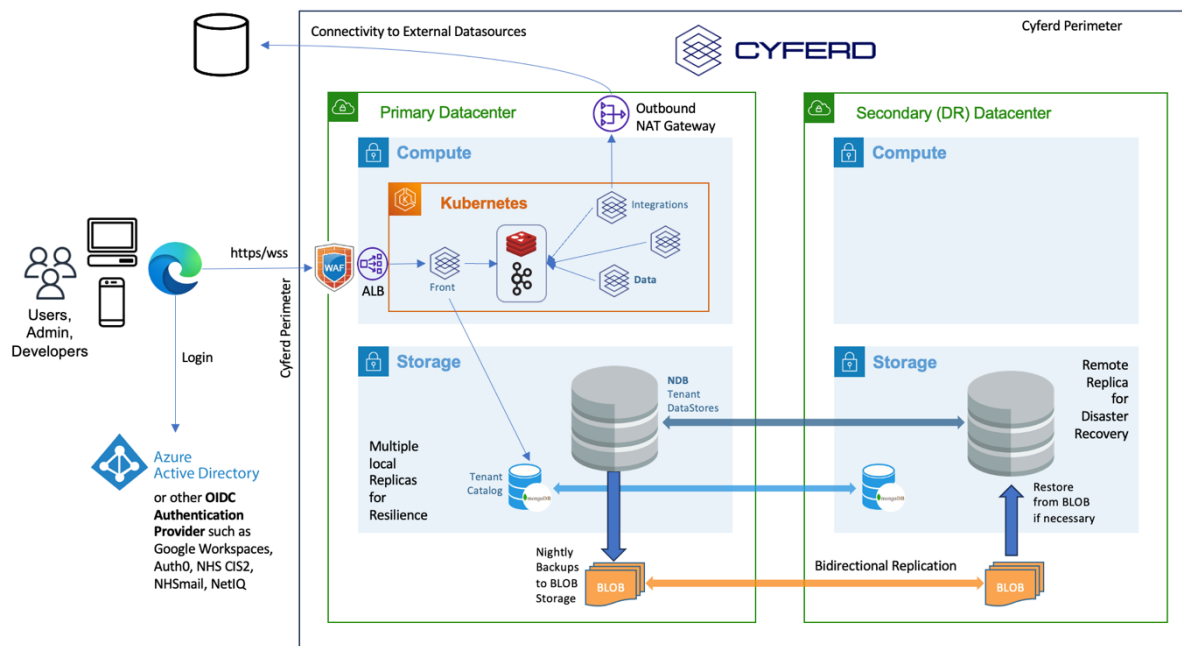 Connectivity to External Datasources
Cyferd Perimeter
CYFERD
Primary Datacenter
Outbound
NAT Gateway
Secondary (DR) Datacenter
Compute
Compute
Kubernetes
Integrations
https/wss
WAF
ALB
Front
Data
Users,
Admin,
Developers
Cyferd Perimeter
Login
Storage
Storage
NDB
Tenant
DataStores
Remote
Replica
for
Disaster
Recovery
Multiple
local
Replicas
for
Resilience
Tenant
Catalog
mongoDB
mongoDB
Azure
Active Directory
or other OIDC
Authentication
Provider such as
Google Workspaces,
Auth0, NHS CIS2,
NHSmail, NetIQ
Restore
from BLOB
if necessary
Nightly
Backups
to BLOB
Storage
BLOB
Bidirectional Replication
BLOB